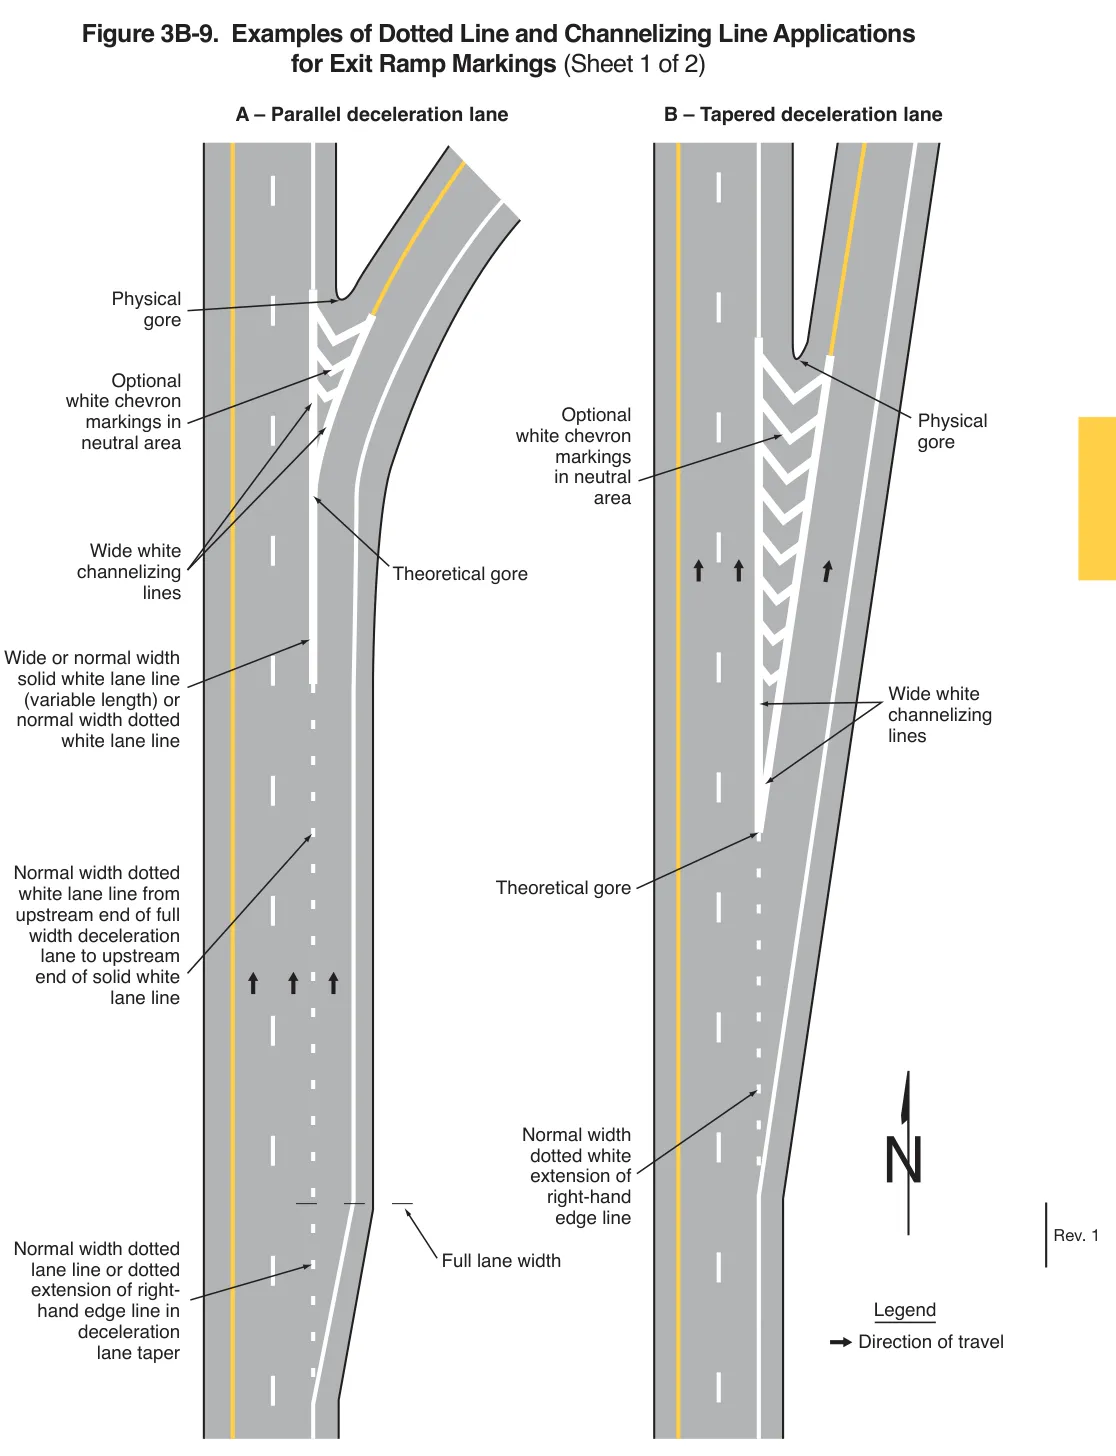 Figure 3B-9.  Examples of Dotted Line and Channelizing Line Applications
for Exit Ramp Markings (Sheet 1 of 2)
A – Parallel deceleration lane
Physical
gore
Optional
white chevron
markings in
neutral area
Wide white
channelizing
lines
Theoretical gore
Wide or normal width
solid white lane line
(variable length) or
normal width dotted
white lane line
Normal width dotted
white lane line from
upstream end of full
width deceleration
lane to upstream
end of solid white
lane line
Full lane width
Normal width dotted
lane line or dotted
extension of right-
hand edge line in
deceleration
lane taper
B – Tapered deceleration lane
Optional
white chevron
markings
in neutral
area
Physical
gore
Wide white
channelizing
lines
Theoretical gore
Normal width
dotted white
extension of
right-hand
edge line
N
Rev. 1
Legend
Direction of travel